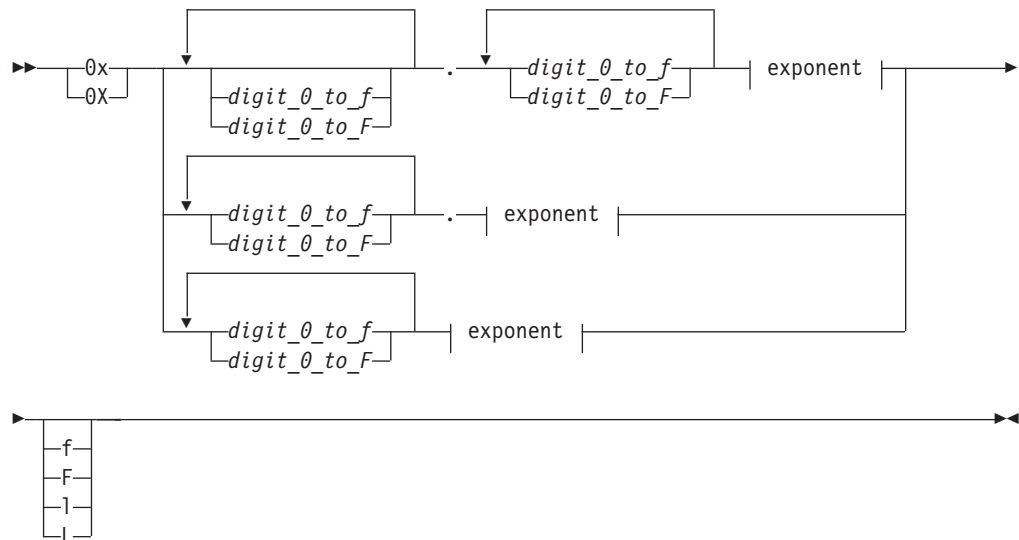 0x
0X
digit_0_to_f
digit_0_to_F
.
digit_0_to_f
digit_0_to_F
exponent
digit_0_to_f
digit_0_to_F
.
exponent
digit_0_to_f
digit_0_to_F
exponent
f
F
l
L